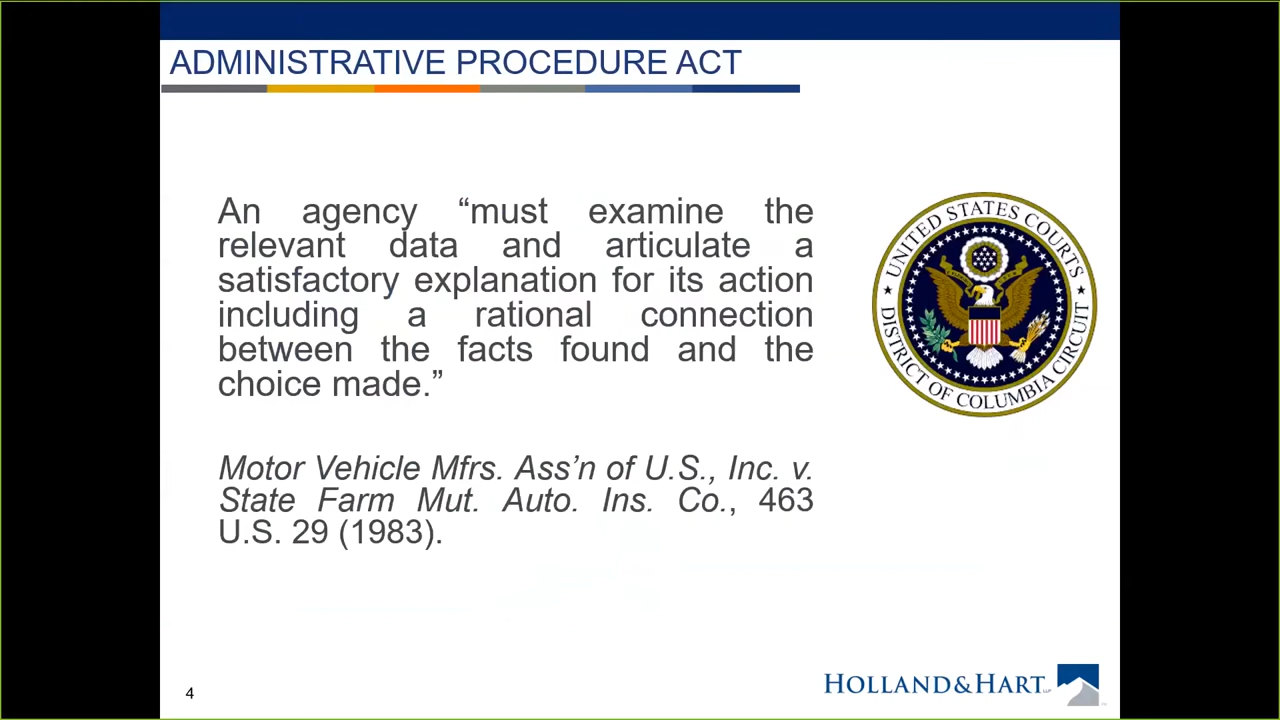 ADMINISTRATIVE PROCEDURE ACT
An agency “must examine the
relevant data and articulate a
satisfactory explanation for its action
including a rational connection
between the facts found and the
choice made.”
UNITED STATES COURTS
DISTRICT OF COLUMBIA CIRCUIT
Motor Vehicle Mfrs. Ass’n of U.S., Inc. v.
State Farm Mut. Auto. Ins. Co., 463
U.S. 29 (1983).
4
HOLLAND&HART LLP